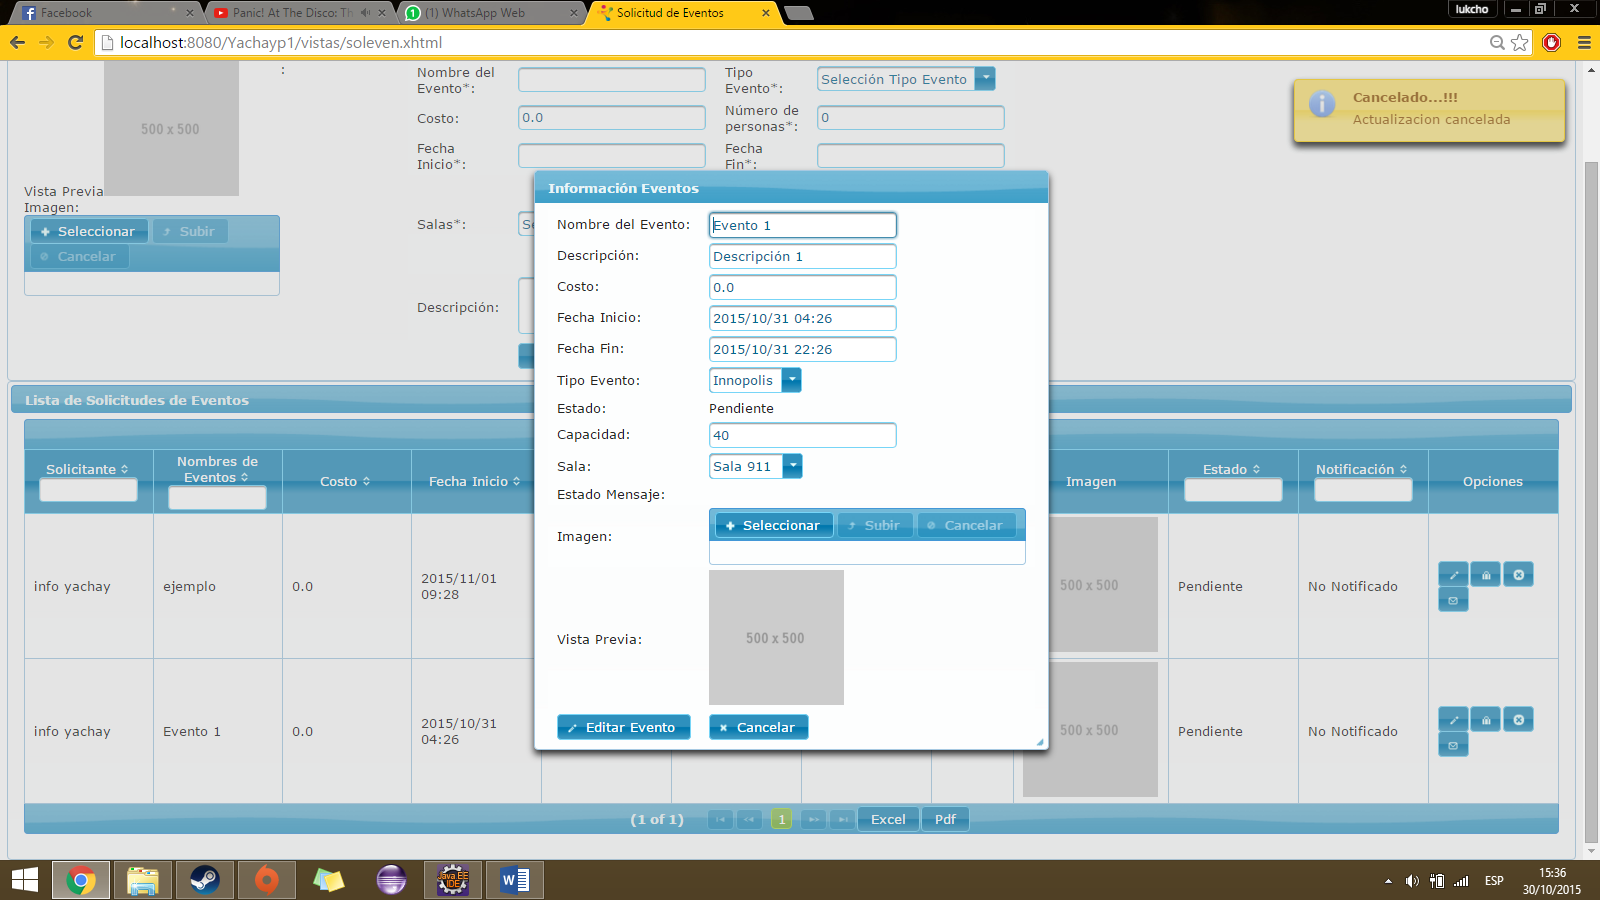 Facebook
Panic! At The Disco: Th
(1) WhatsApp Web
Solicitud de Eventos
lukcho
localhost:8080/Yachayp1/vistas/soleven.xhtml
500 x 500
:
Vista Previa
Imagen:
Seleccionar
Subir
Cancelar
Nombre del
Evento*:
Tipo
Evento*:
Selección Tipo Evento
Costo:
0.0
Número de
personas*:
0
Fecha
Inicio*:
Fecha
Fin*:
Salas*:
Descripción:
Cancelado...!!!
Actualizacion cancelada
Información Eventos
Nombre del Evento:
Evento 1
Descripción:
Descripción 1
Costo:
0.0
Fecha Inicio:
2015/10/31 04:26
Fecha Fin:
2015/10/31 22:26
Tipo Evento:
Innopolis
Estado:
Pendiente
Capacidad:
40
Sala:
Sala 911
Estado Mensaje:
Imagen:
Seleccionar
Subir
Cancelar
Vista Previa:
500 x 500
Editar Evento
Cancelar
Lista de Solicitudes de Eventos
Solicitante
Nombres de
Eventos
Costo
Fecha Inicio
Imagen
Estado
Notificación
Opciones
info yachay
ejemplo
0.0
2015/11/01
09:28
500 x 500
Pendiente
No Notificado
info yachay
Evento 1
0.0
2015/10/31
04:26
500 x 500
Pendiente
No Notificado
(1 of 1)
1
Excel
Pdf
Java EE
IDE
ESP
15:36
30/10/2015